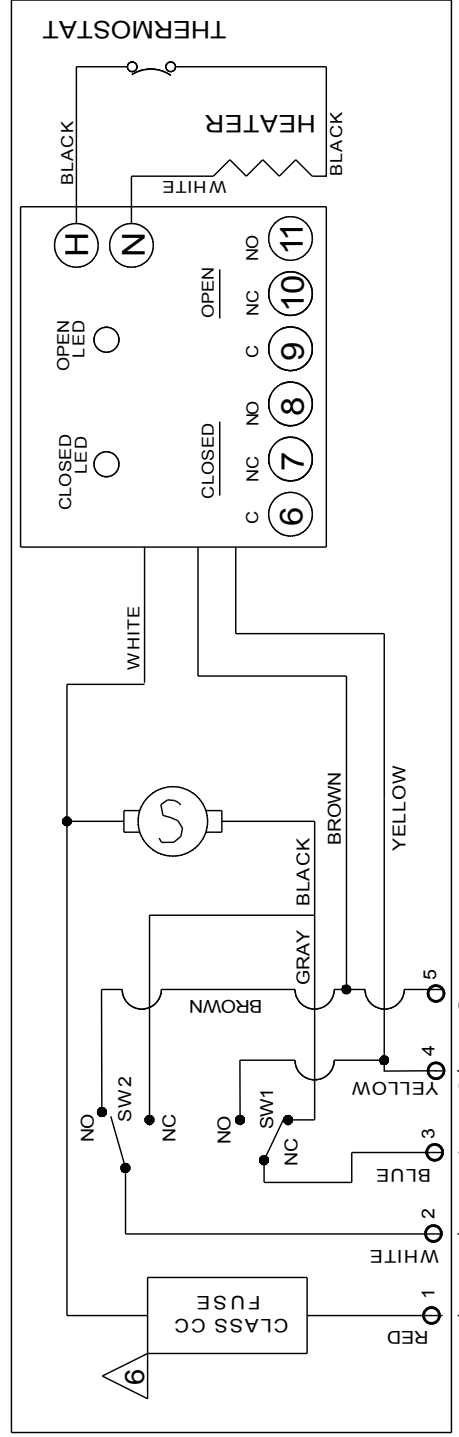 THERMOSTAT
BLACK
HEATER
WHITE
BLACK
H
N
OPEN
LED
CLOSED
LED
OPEN
CLOSED
NO
NC
C
NO
NC
C
11
10
9
8
7
6
WHITE
S
BROWN
YELLOW
BLACK
GRAY
BROWN
NO
SW2
NC
NO
SW1
NC
5
4
YELLOW
3
BLUE
2
WHITE
CLASS CC
FUSE
6
1
RED